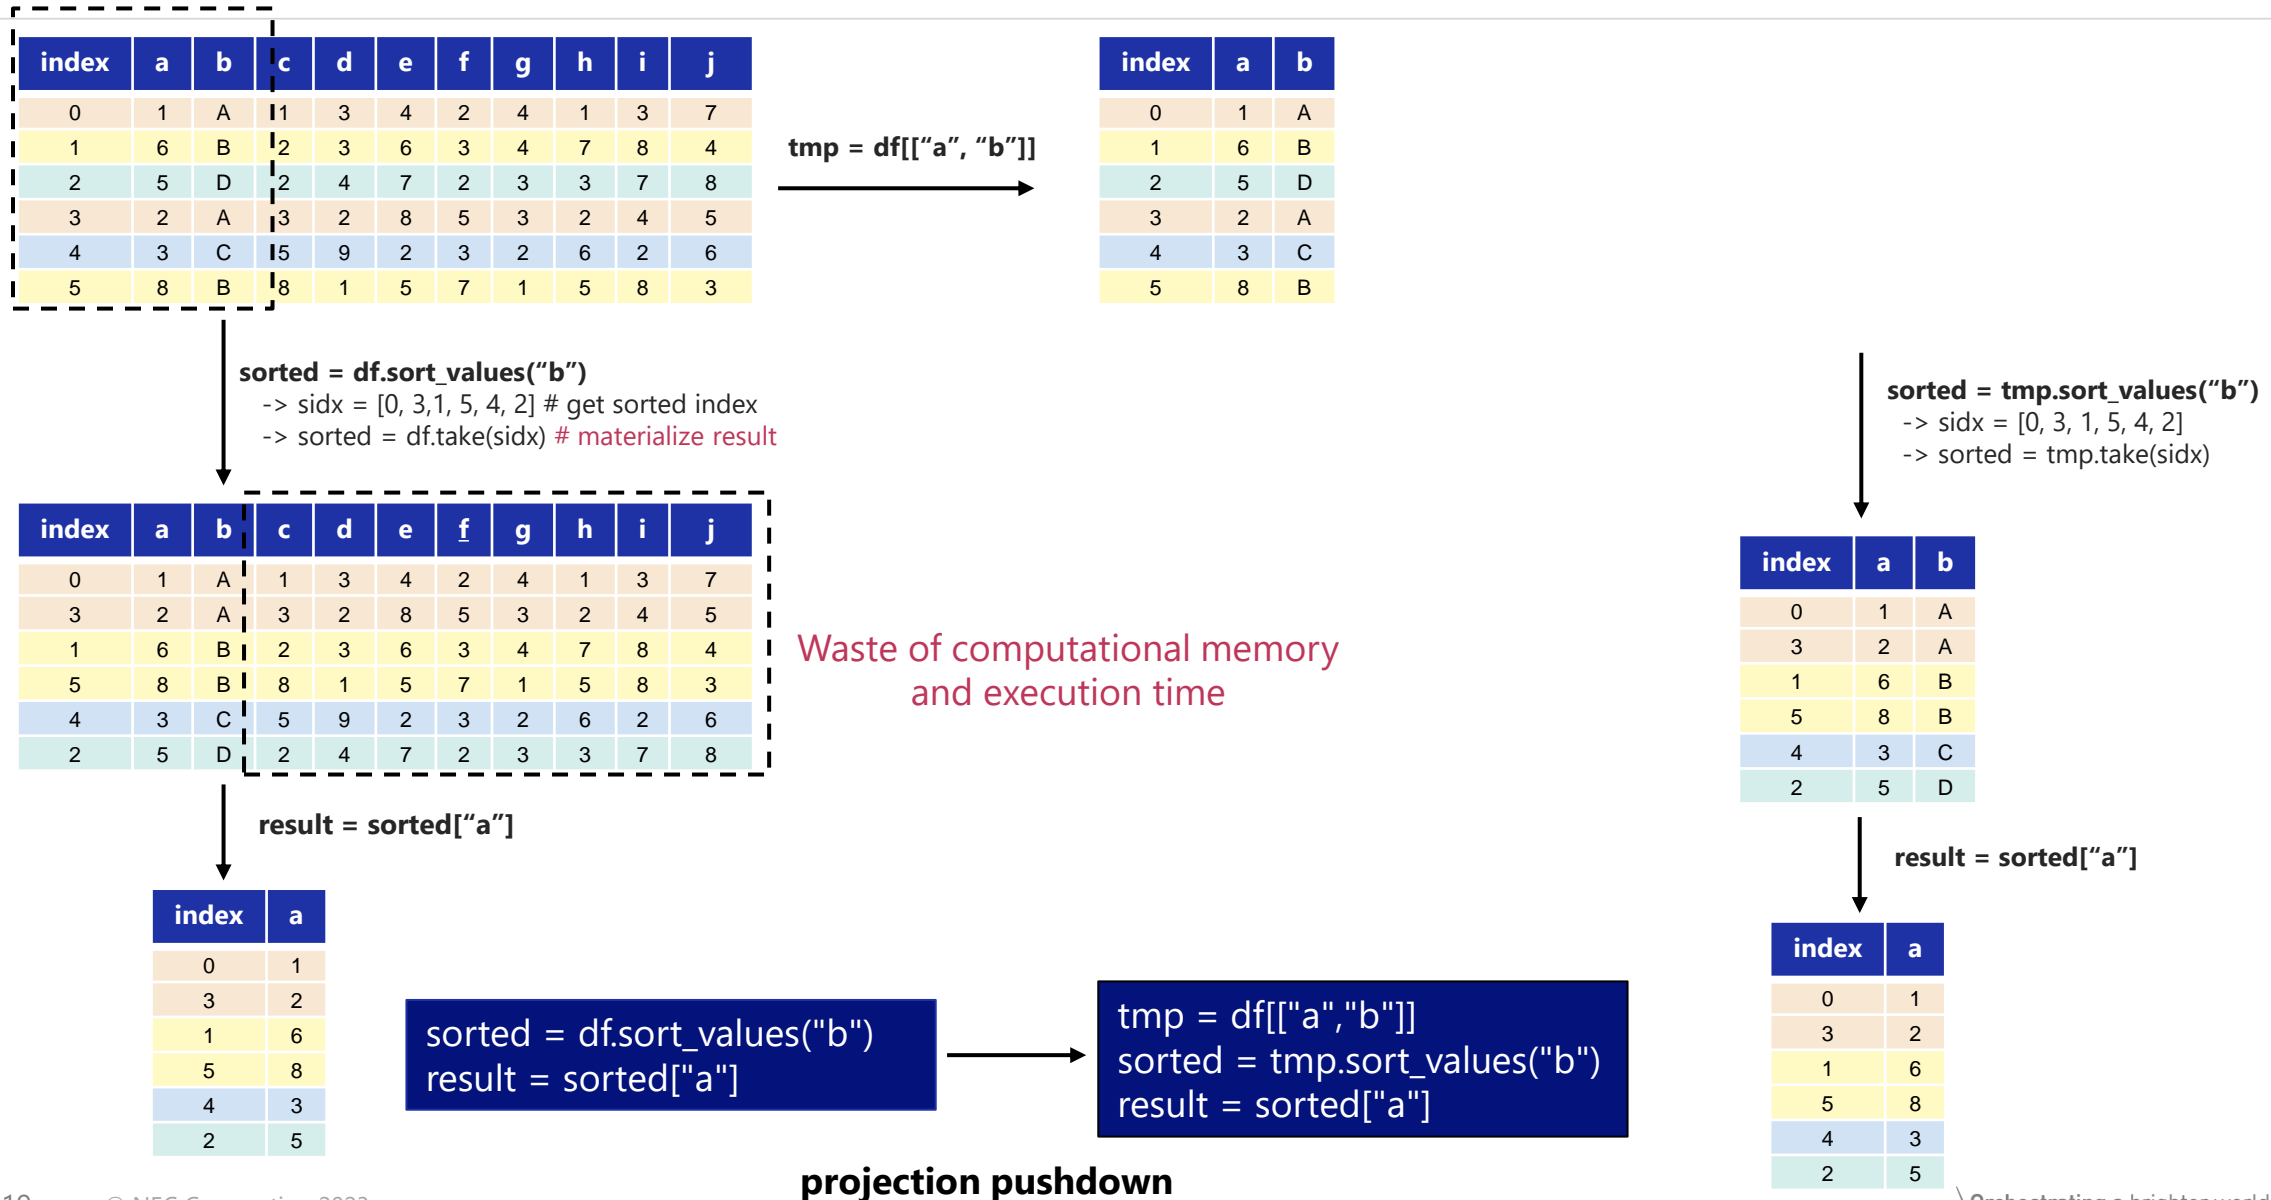 index a b c d e f g h i j
0 1 A 1 3 4 2 4 1 3 7
1 6 B 2 3 6 3 4 7 8 4
2 5 D 2 4 7 2 3 3 7 8
3 2 A 3 2 8 5 3 2 4 5
4 3 C 5 9 2 3 2 6 2 6
5 8 B 8 1 5 7 1 5 8 3
tmp = df[[“a”, “b”]]
index a b
0 1 A
1 6 B
2 5 D
3 2 A
4 3 C
5 8 B
sorted = df.sort_values(“b”)
-> sidx = [0, 3,1, 5, 4, 2] # get sorted index
-> sorted = df.take(sidx) # materialize result
sorted = tmp.sort_values(“b”)
-> sidx = [0, 3, 1, 5, 4, 2]
-> sorted = tmp.take(sidx)
index a b c d e f g h i j
0 1 A 1 3 4 2 4 1 3 7
3 2 A 3 2 8 5 3 2 4 5
1 6 B 2 3 6 3 4 7 8 4
5 8 B 8 1 5 7 1 5 8 3
4 3 C 5 9 2 3 2 6 2 6
2 5 D 2 4 7 2 3 3 7 8
Waste of computational memory
and execution time
index a b
0 1 A
3 2 A
1 6 B
5 8 B
4 3 C
2 5 D
result = sorted[“a”]
result = sorted[“a”]
index a
0 1
3 2
1 6
5 8
4 3
2 5
sorted = df.sort_values("b")
result = sorted["a"]
tmp = df[["a","b"]]
sorted = tmp.sort_values("b")
result = sorted["a"]
index a
0 1
3 2
1 6
5 8
4 3
2 5
projection pushdown
© NEC Corporation 2023
Orchestrating a brighter world